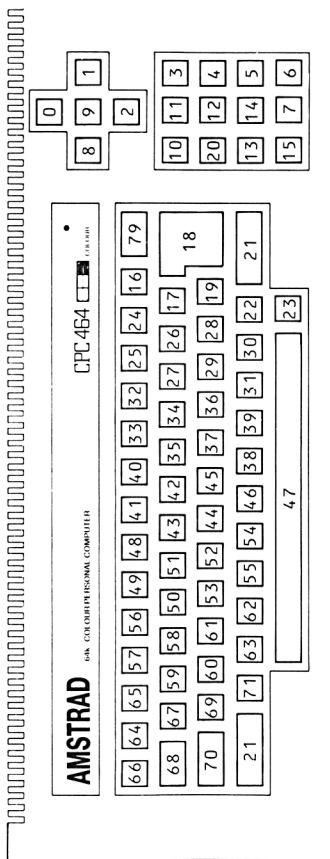 AMSTRAD 64K COLOUR PERSONAL COMPUTER CPC464 COLOUR
66 64 65 57 56 49 48 41 40 33 32 25 24 16 79
68 67 59 58 50 51 43 42 35 34 27 26 17 18
70 69 60 61 53 52 44 45 37 36 29 28 19
21 71 63 62 55 54 46 38 39 31 30 22 21
47 23
0
8 9 1
2
10 11 3
20 12 4
13 14 5
15 7 6